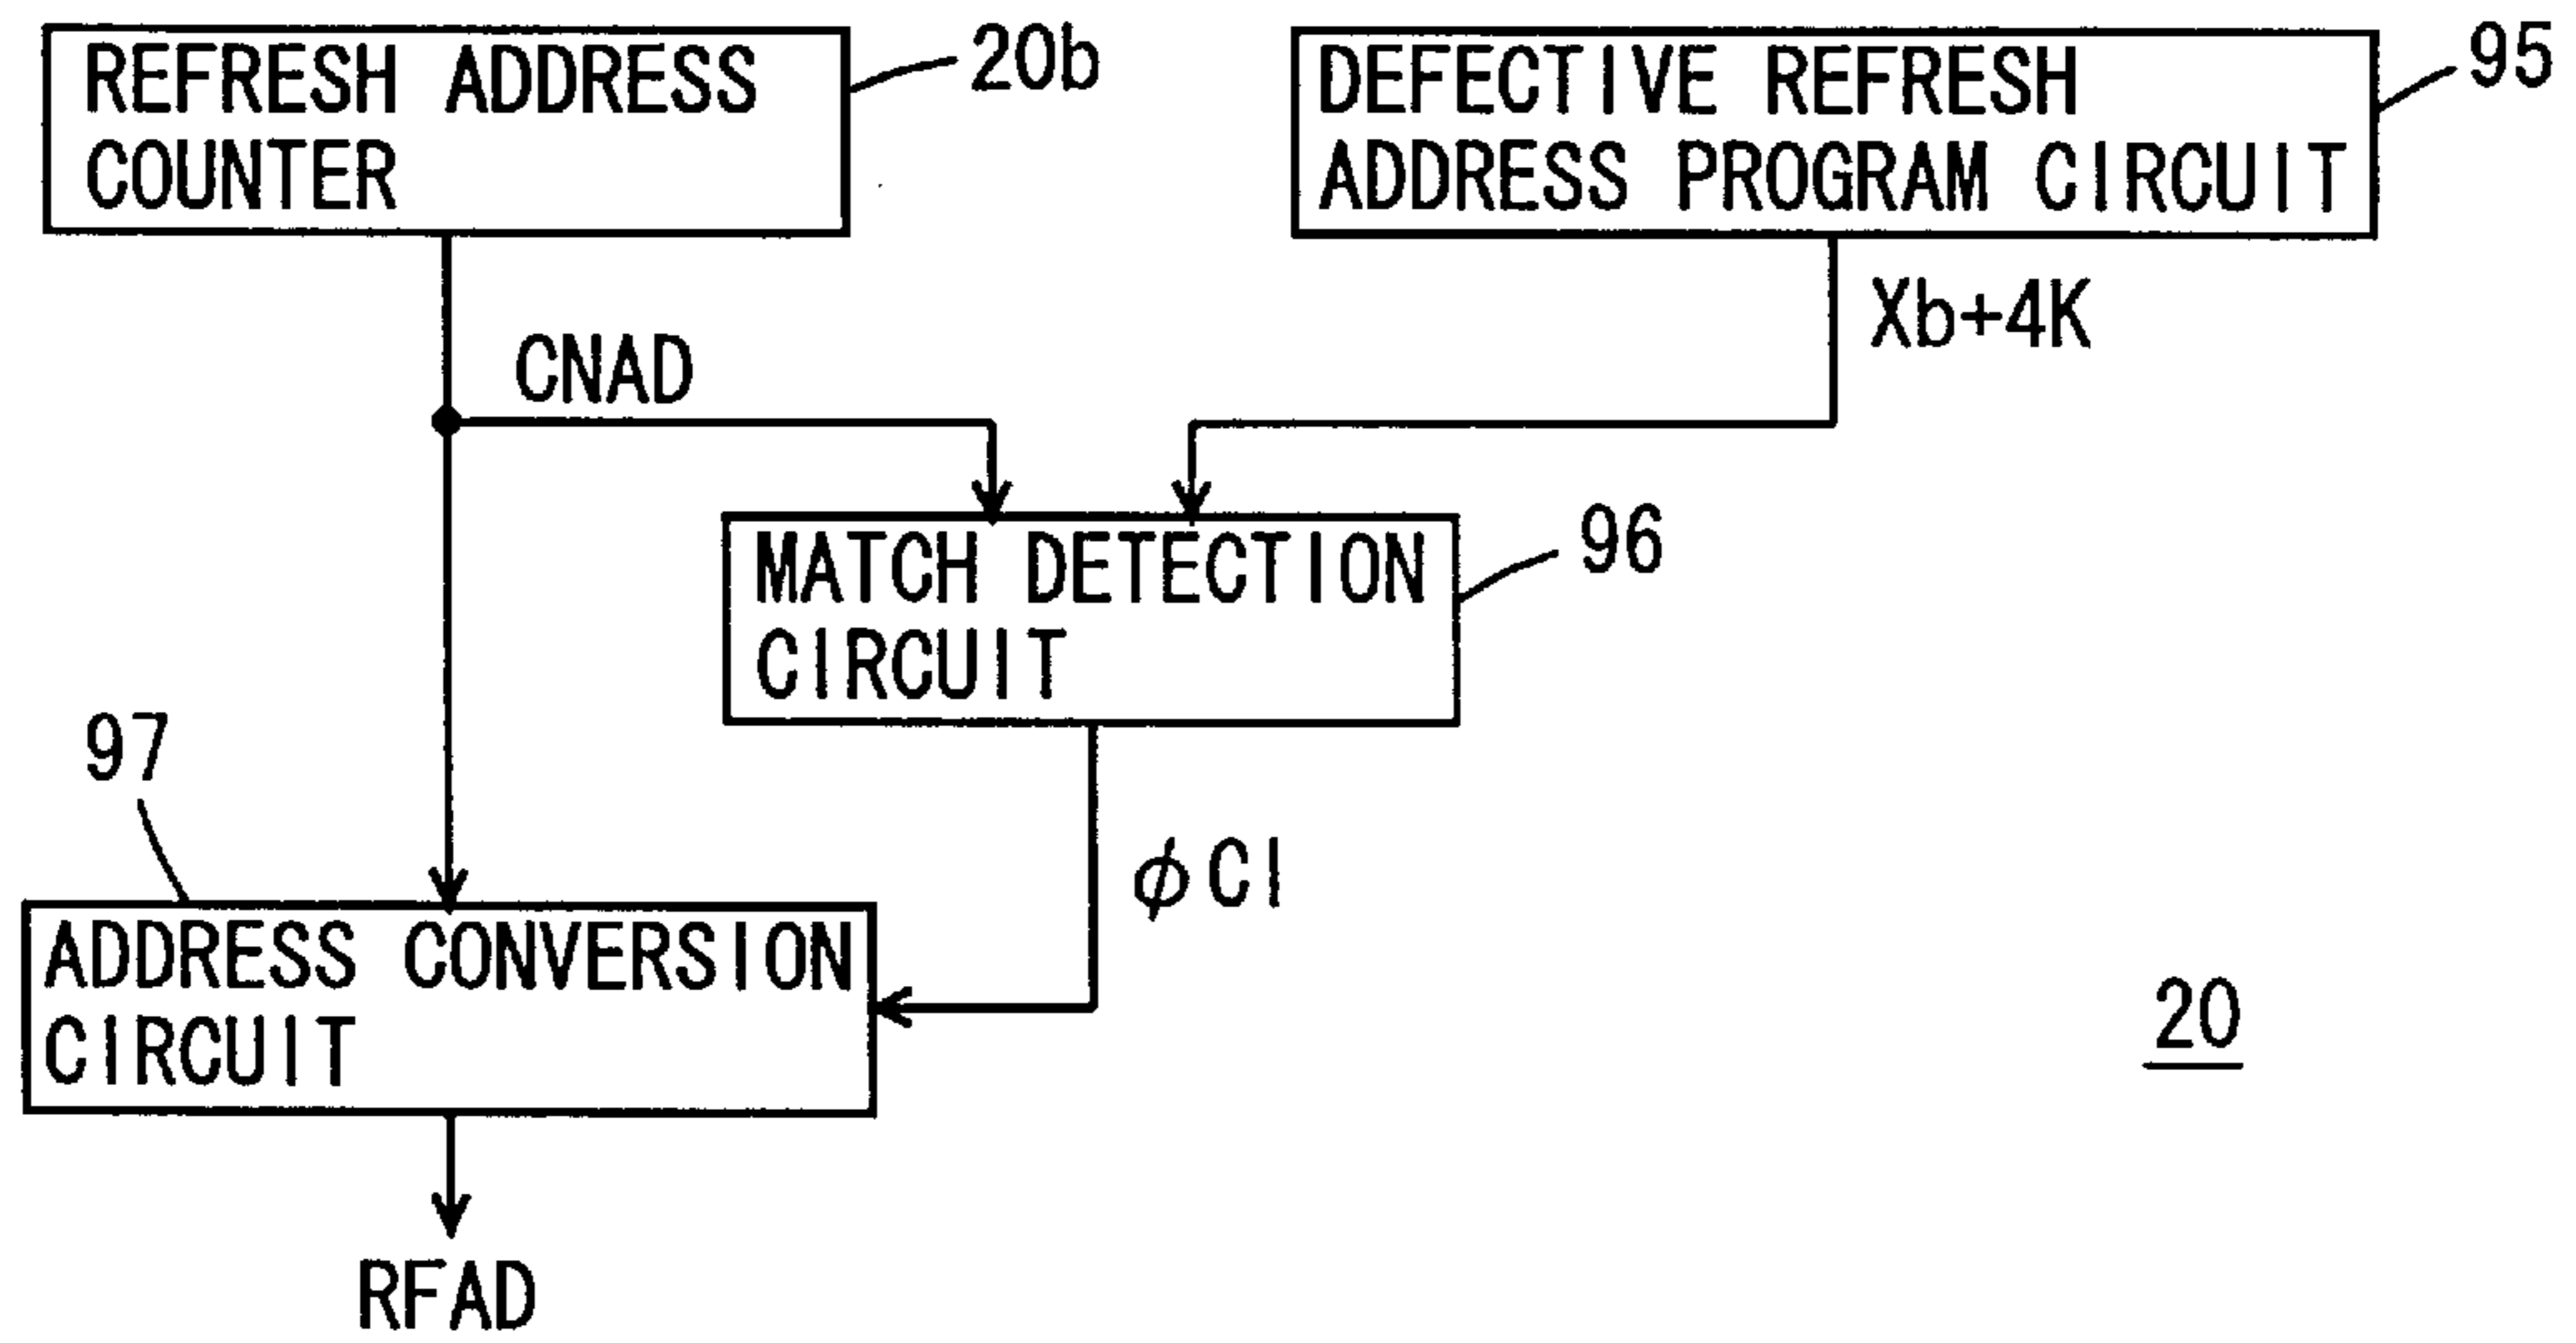 REFRESH ADDRESS
COUNTER
20b
DEFECTIVE REFRESH
ADDRESS PROGRAM CIRCUIT
95
Xb+4K
CNAD
MATCH DETECTION
CIRCUIT
96
97
φCI
ADDRESS CONVERSION
CIRCUIT
20
RFAD